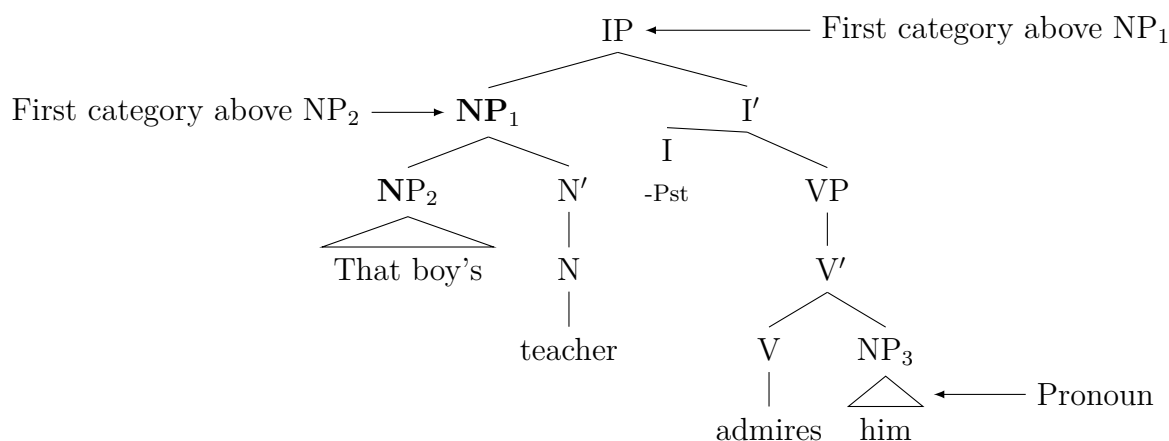 IP First category above NP₁
First category above NP₂ NP₁ I′
NP₂ N′ I VP
-Pst
That boy's N V′
teacher V NP₃
Pronoun
admires him